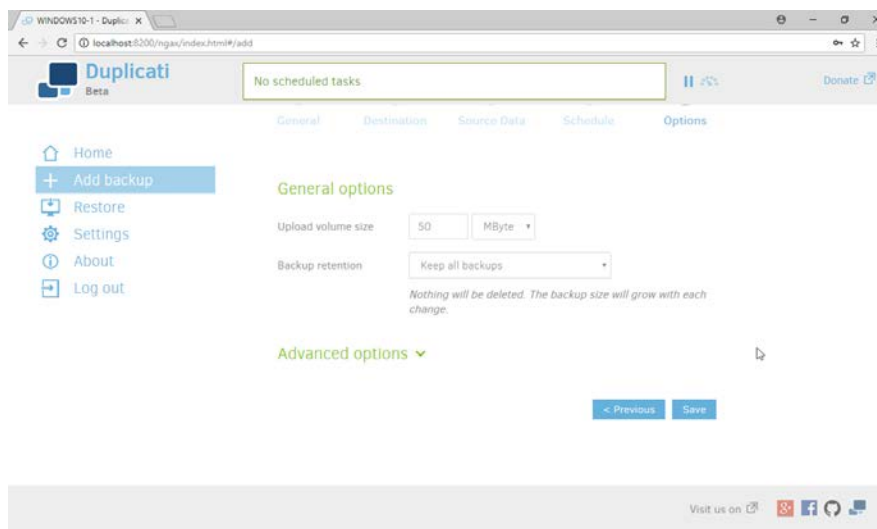 WINDOWS10-1 - Duplic
localhost:8200/ngax/index.html#/add
Duplicati
Beta
No scheduled tasks
Donate
General Destination Source Data Schedule Options
Home
Add backup
Restore
Settings
About
Log out
General options
Upload volume size 50 MByte
Backup retention Keep all backups
Nothing will be deleted. The backup size will grow with each
change.
Advanced options
< Previous Save
Visit us on